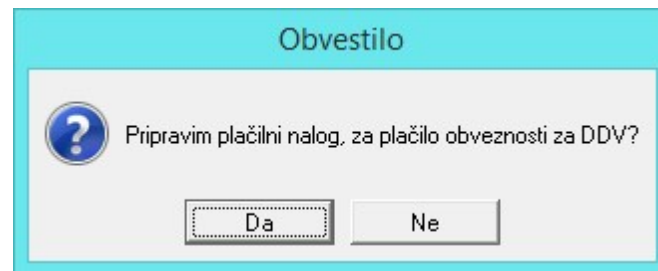 Obvestilo
Pripravim plačilni nalog, za plačilo obveznosti za DDV?
Da
Ne